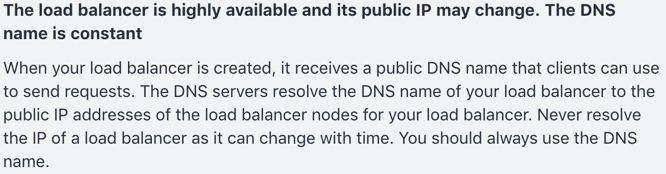 The load balancer is highly available and its public IP may change. The DNS
name is constant
When your load balancer is created, it receives a public DNS name that clients can use
to send requests. The DNS servers resolve the DNS name of your load balancer to the
public IP addresses of the load balancer nodes for your load balancer. Never resolve
the IP of a load balancer as it can change with time. You should always use the DNS
name.